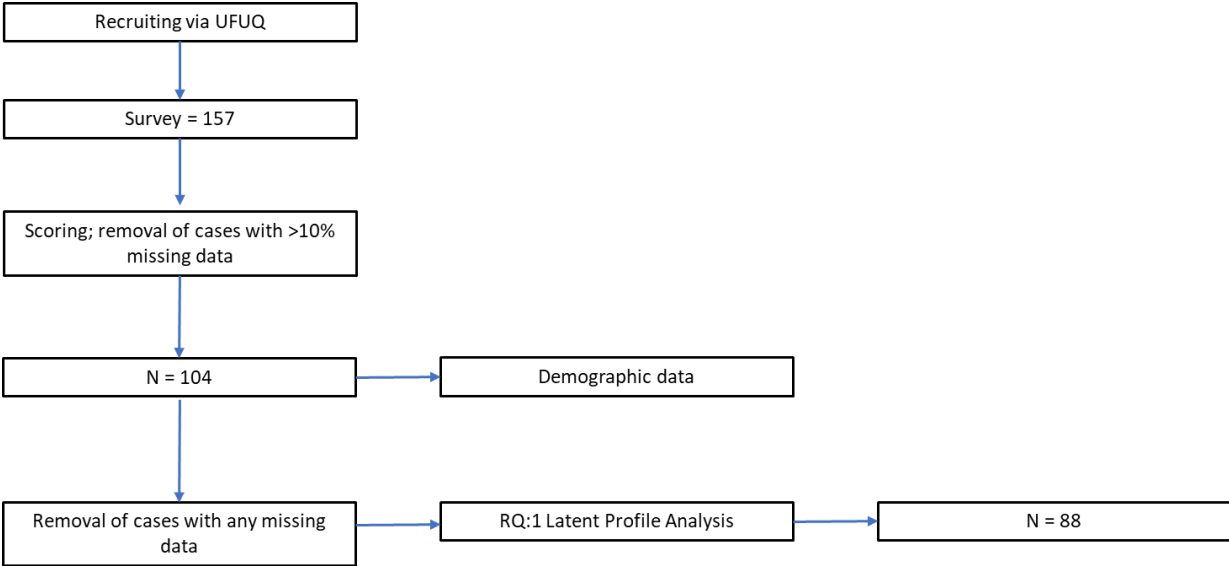 Recruiting via UFUQ
Survey = 157
Scoring; removal of cases with >10%
missing data
N = 104
Demographic data
Removal of cases with any missing
data
RQ:1 Latent Profile Analysis
N = 88